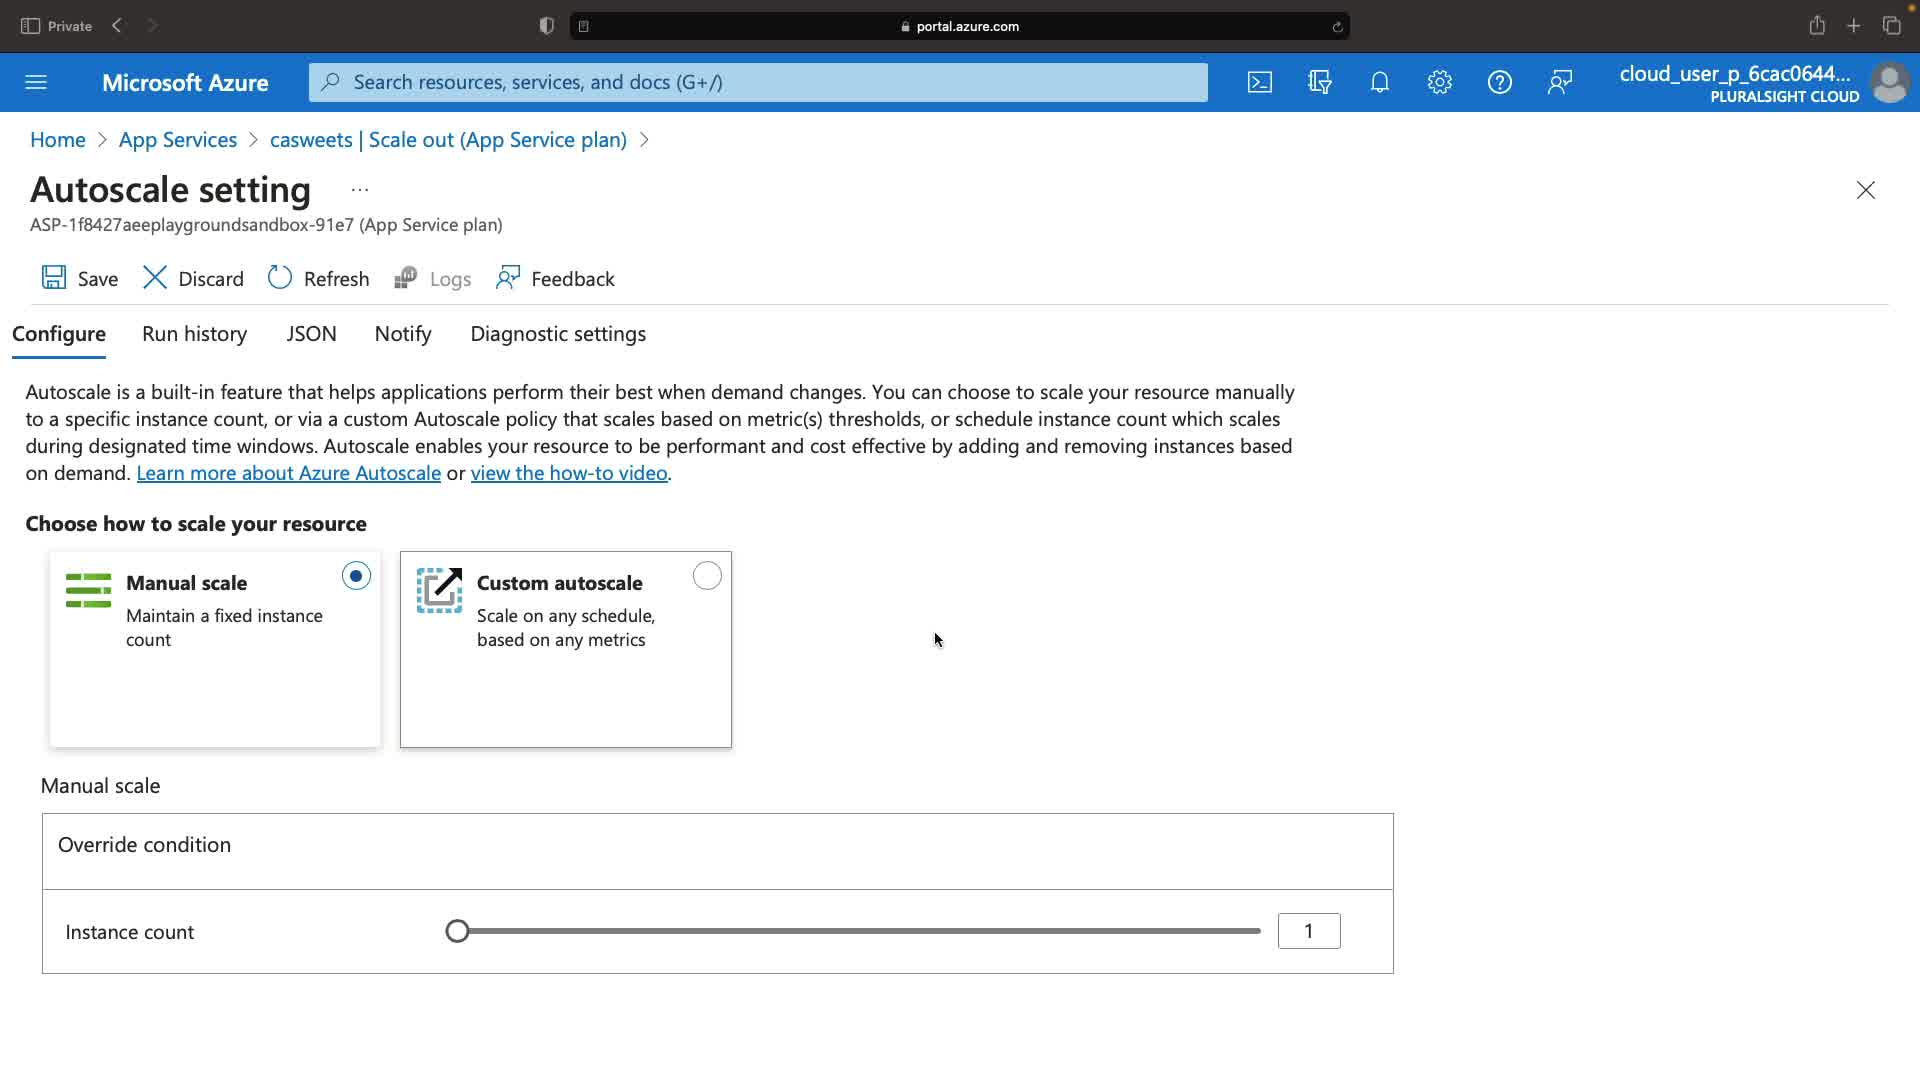 Private
portal.azure.com
Microsoft Azure
Search resources, services, and docs (G+/)
cloud_user_p_6cac0644...
PLURALSIGHT CLOUD
Home > App Services > casweets | Scale out (App Service plan) >
Autoscale setting ...
ASP-1f8427aeeplaygroundsandbox-91e7 (App Service plan)
Save Discard Refresh Logs Feedback
Configure Run history JSON Notify Diagnostic settings
Autoscale is a built-in feature that helps applications perform their best when demand changes. You can choose to scale your resource manually
to a specific instance count, or via a custom Autoscale policy that scales based on metric(s) thresholds, or schedule instance count which scales
during designated time windows. Autoscale enables your resource to be performant and cost effective by adding and removing instances based
on demand. Learn more about Azure Autoscale or view the how-to video.
Choose how to scale your resource
Manual scale
Maintain a fixed instance
count
Custom autoscale
Scale on any schedule,
based on any metrics
Manual scale
Override condition
Instance count 1